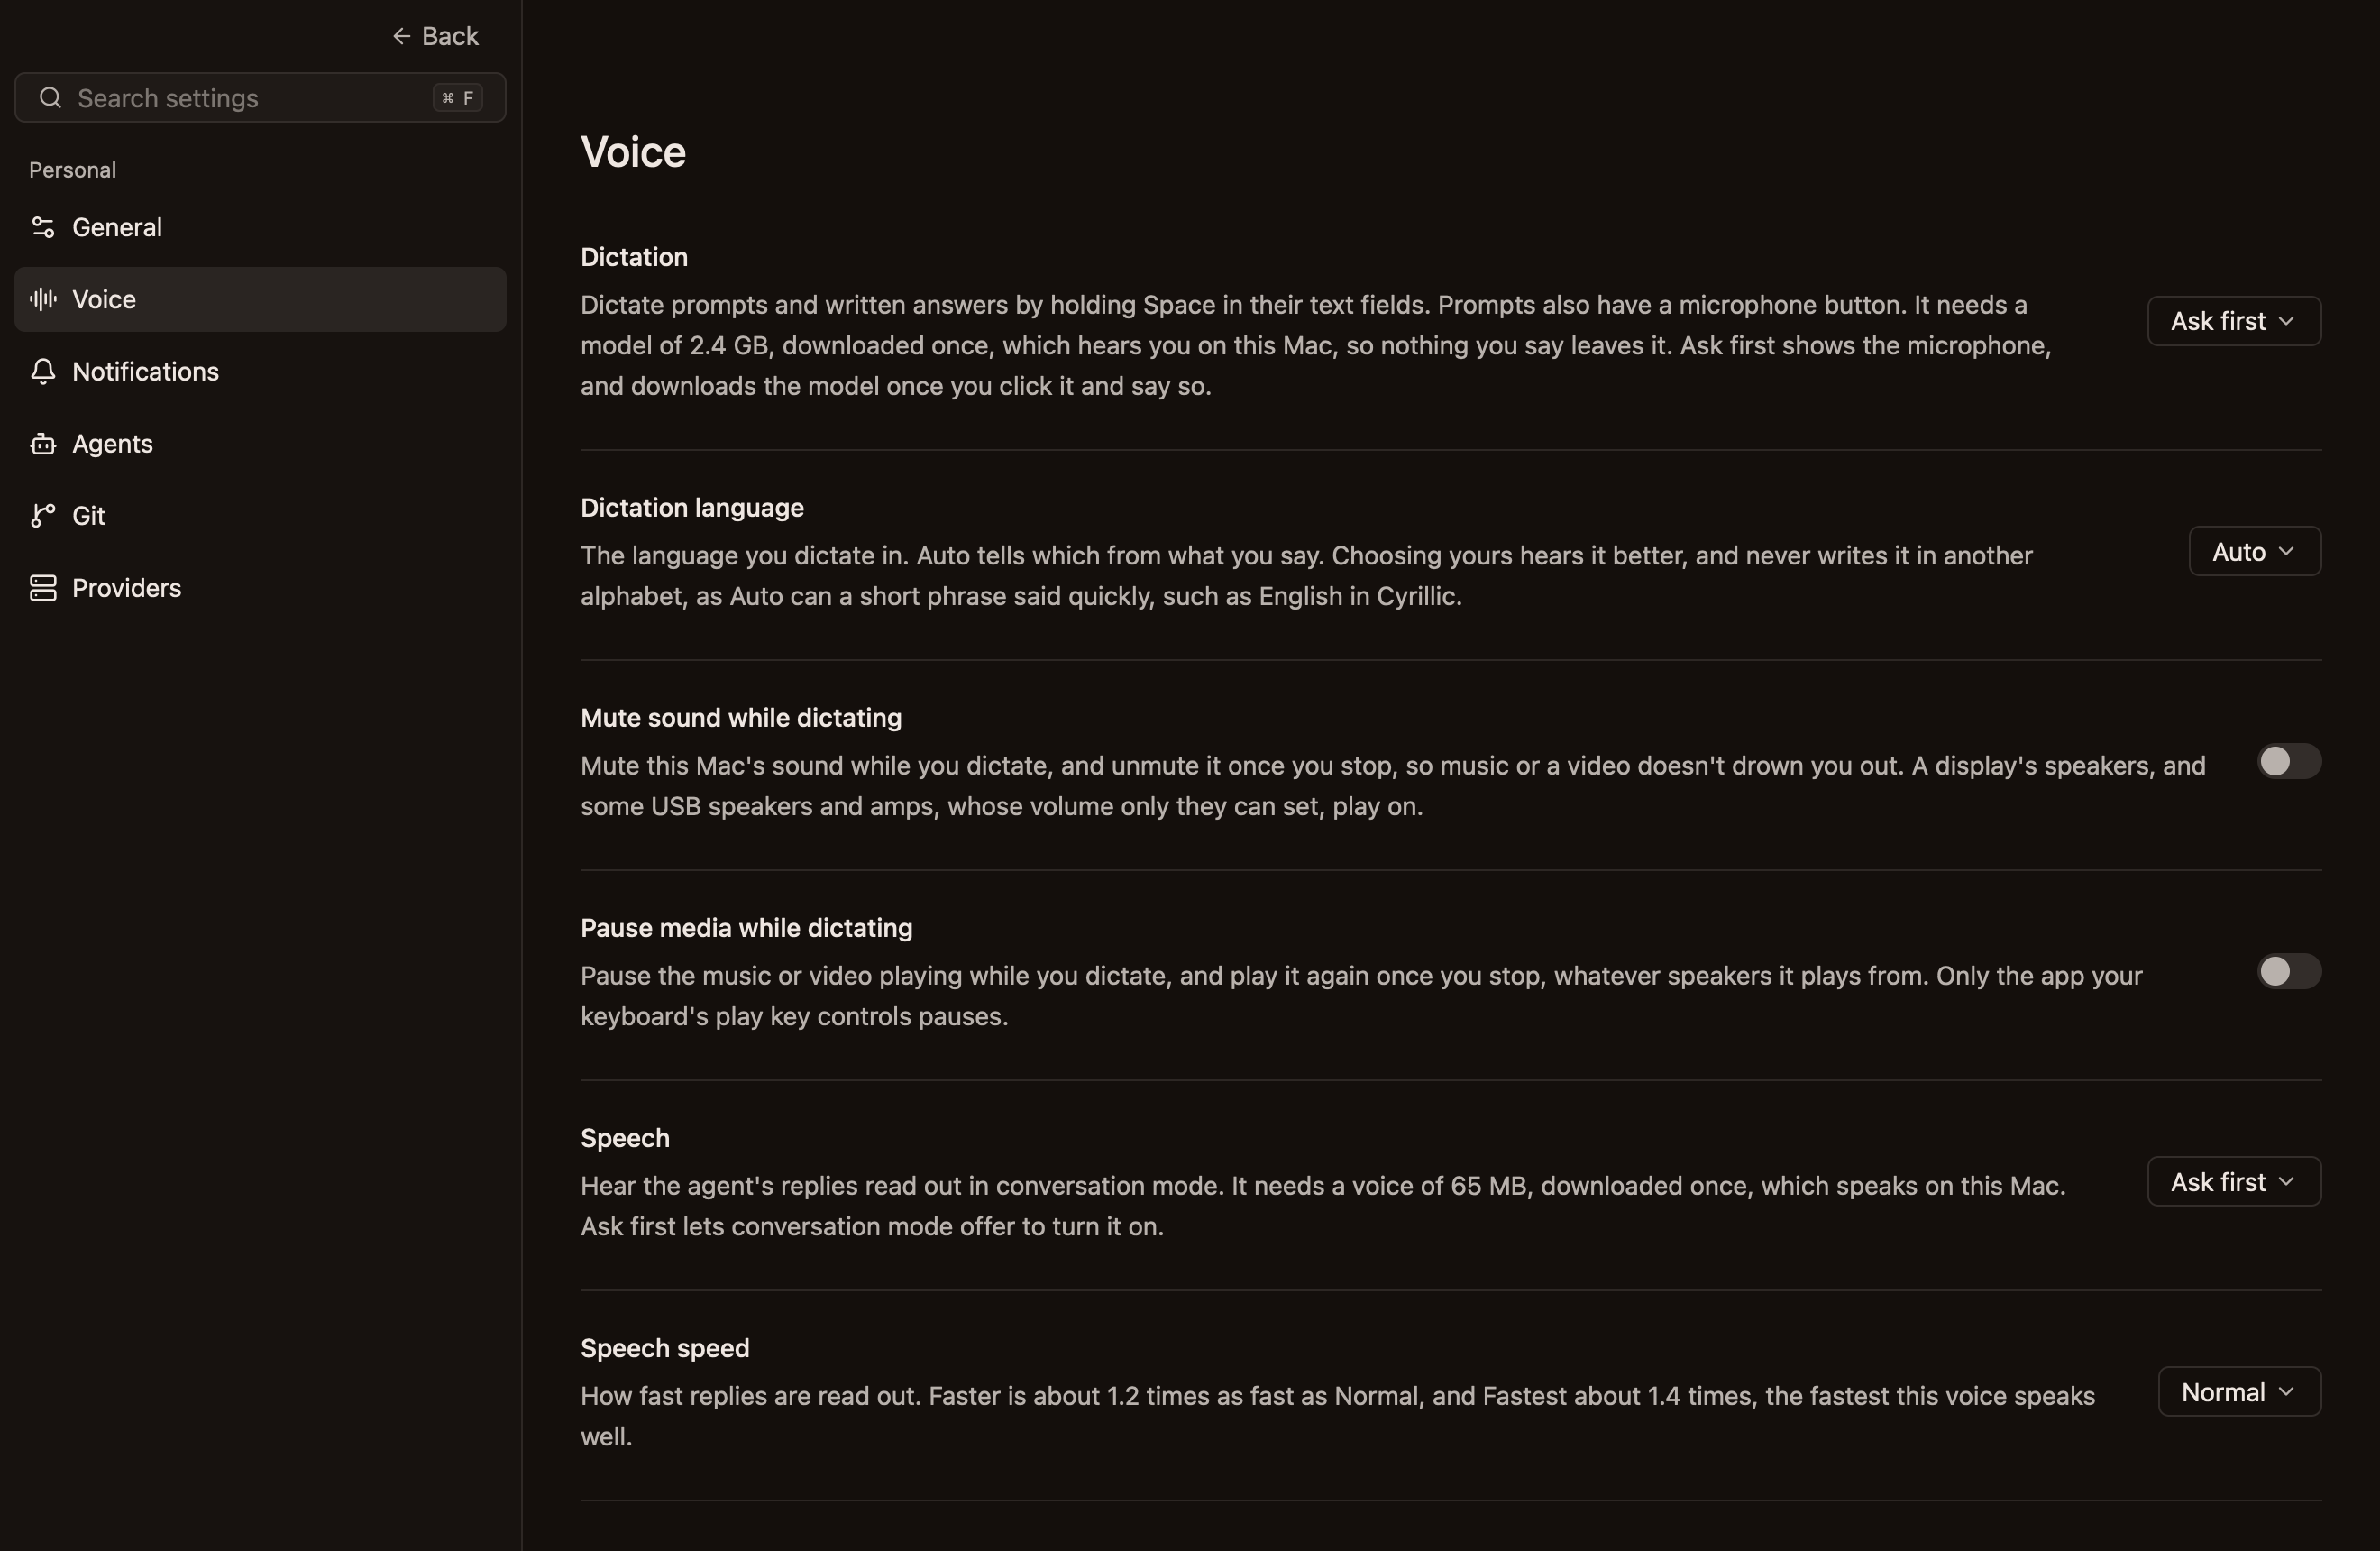 Back
Search settings
⌘ F
Personal
General
Voice
Notifications
Agents
Git
Providers
Voice
Dictation
Dictate prompts and written answers by holding Space in their text fields. Prompts also have a microphone button. It needs a
model of 2.4 GB, downloaded once, which hears you on this Mac, so nothing you say leaves it. Ask first shows the microphone,
and downloads the model once you click it and say so.
Ask first
Dictation language
The language you dictate in. Auto tells which from what you say. Choosing yours hears it better, and never writes it in another
alphabet, as Auto can a short phrase said quickly, such as English in Cyrillic.
Auto
Mute sound while dictating
Mute this Mac's sound while you dictate, and unmute it once you stop, so music or a video doesn't drown you out. A display's speakers, and
some USB speakers and amps, whose volume only they can set, play on.
Pause media while dictating
Pause the music or video playing while you dictate, and play it again once you stop, whatever speakers it plays from. Only the app your
keyboard's play key controls pauses.
Speech
Hear the agent's replies read out in conversation mode. It needs a voice of 65 MB, downloaded once, which speaks on this Mac.
Ask first lets conversation mode offer to turn it on.
Ask first
Speech speed
How fast replies are read out. Faster is about 1.2 times as fast as Normal, and Fastest about 1.4 times, the fastest this voice speaks
well.
Normal